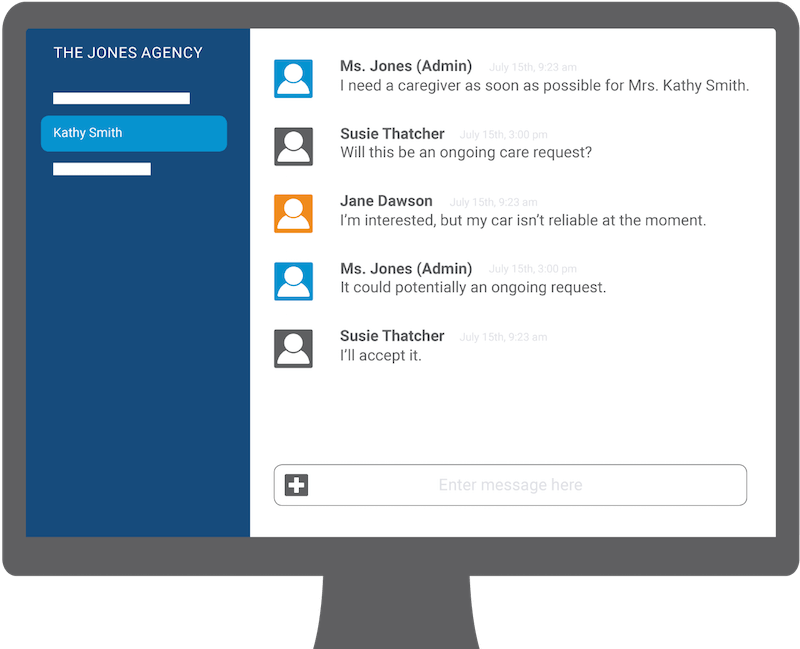 THE JONES AGENCY
Kathy Smith
Ms. Jones (Admin) July 15th, 9:23 am
I need a caregiver as soon as possible for Mrs. Kathy Smith.
Susie Thatcher July 15th, 3:00 pm
Will this be an ongoing care request?
Jane Dawson July 15th, 9:23 am
I’m interested, but my car isn’t reliable at the moment.
Ms. Jones (Admin) July 15th, 3:00 pm
It could potentially an ongoing request.
Susie Thatcher July 15th, 9:23 am
I’ll accept it.
Enter message here